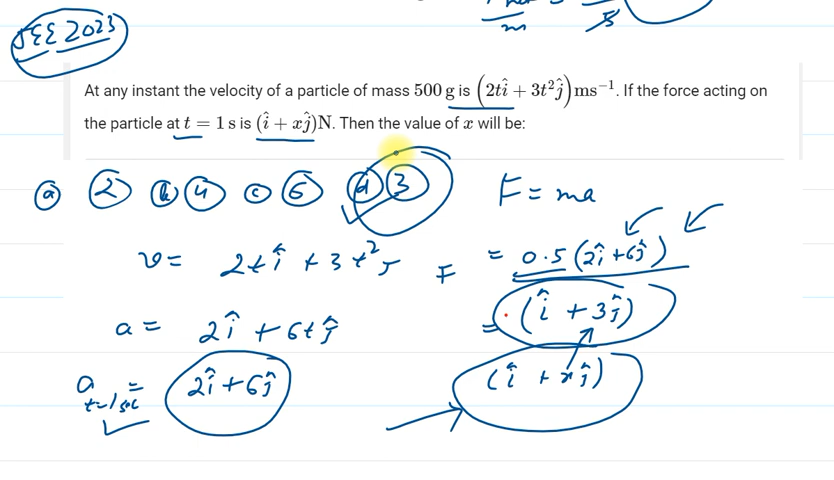 JEE 2023
At any instant the velocity of a particle of mass 500 g is (2tî + 3t²ĵ) ms⁻¹. If the force acting on
the particle at t = 1 s is (î + xĵ)N. Then the value of x will be:
(a) 2 (b) 4 (c) 6 (d) 3
F = ma
v = 2tî + 3t²ĵ
F = 0.5(2î + 6ĵ)
= (î + 3ĵ)
a = 2î + 6tĵ
a t=1 sec = 2î + 6ĵ
(î + xĵ)